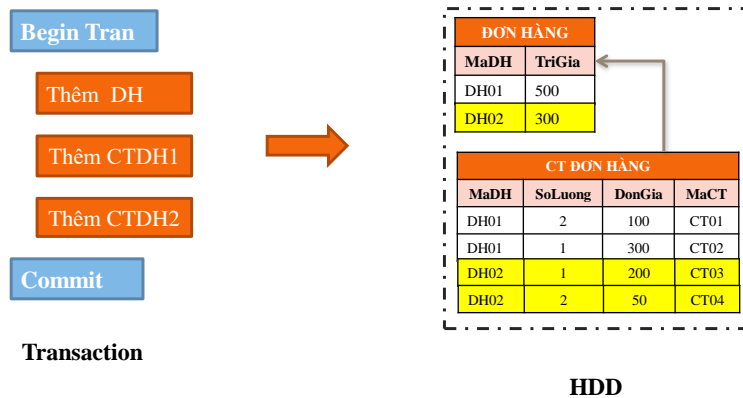 Begin Tran
Thêm DH
Thêm CTDH1
Thêm CTDH2
Commit
Transaction
ĐƠN HÀNG
MaDH TriGia
DH01 500
DH02 300
CT ĐƠN HÀNG
MaDH SoLuong DonGia MaCT
DH01 2 100 CT01
DH01 1 300 CT02
DH02 1 200 CT03
DH02 2 50 CT04
HDD